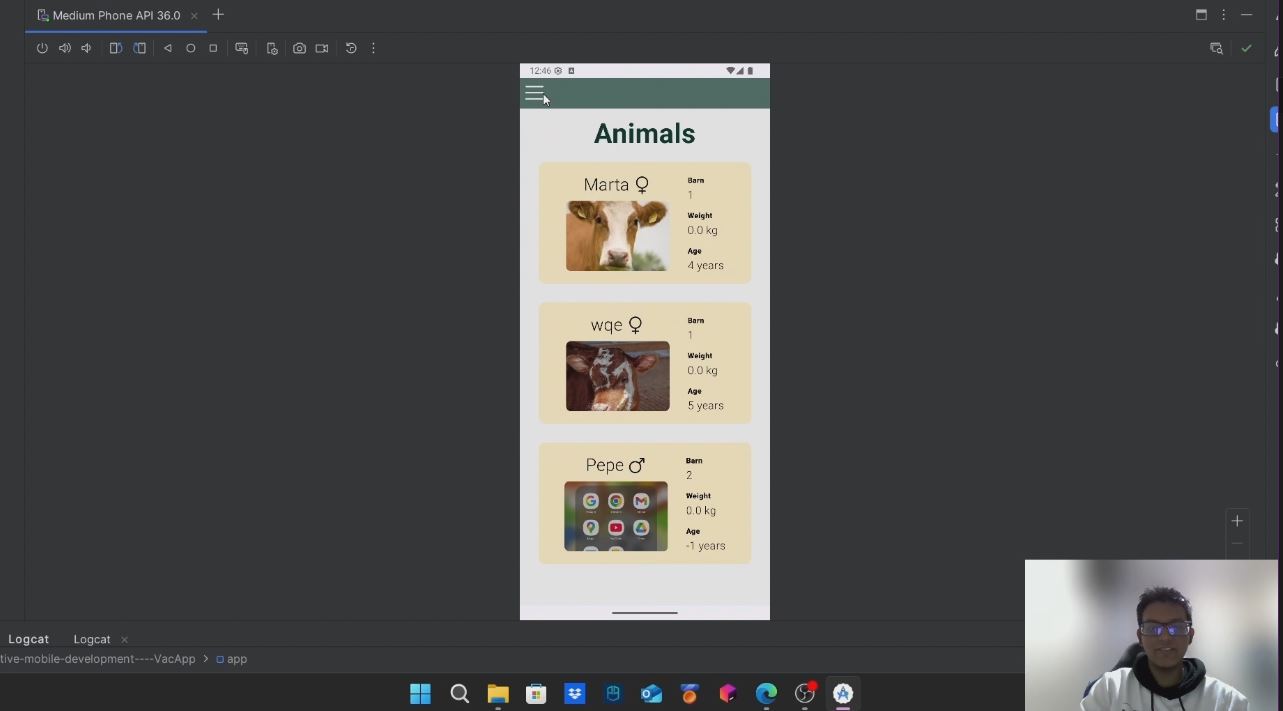 Medium Phone API 36.0
12:46
Animals
Marta ♀
Barn
1
Weight
0.0 kg
Age
4 years
wqe ♀
Barn
1
Weight
0.0 kg
Age
5 years
Pepe ♂
Barn
2
Weight
0.0 kg
Age
-1 years
Logcat
Logcat
tive-mobile-development----VacApp
app